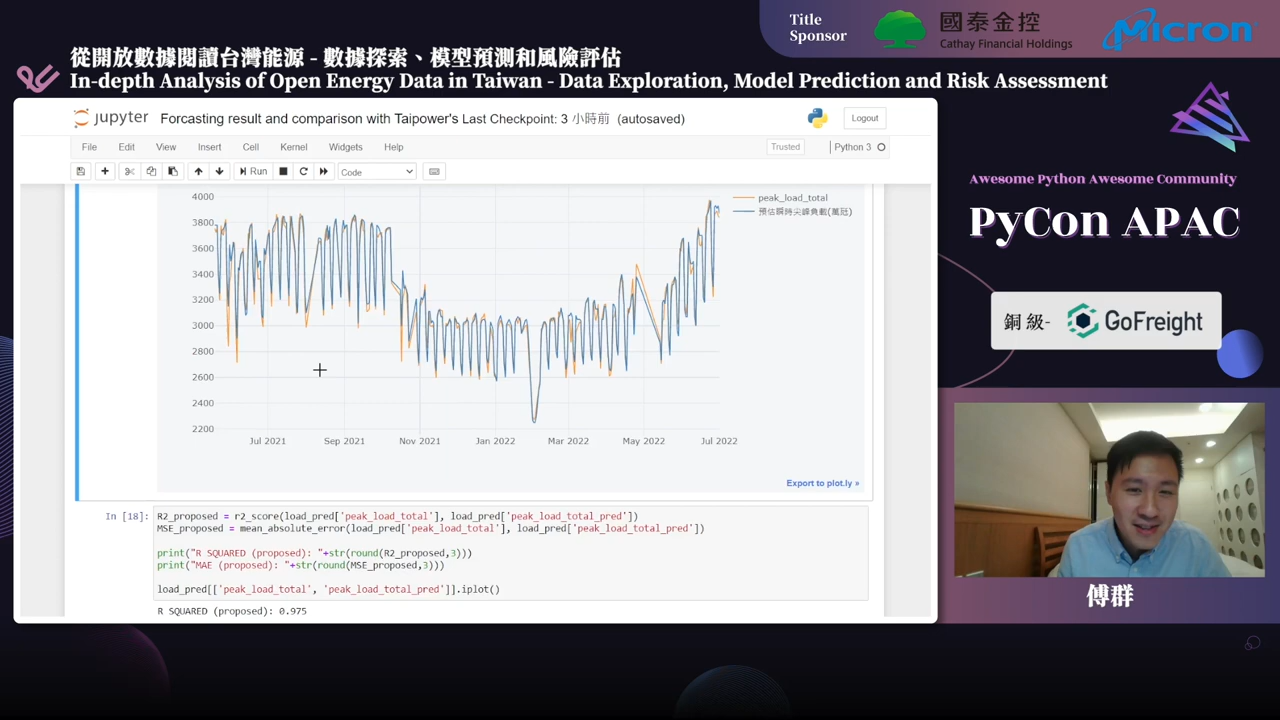 Title
Sponsor
國泰金控
Cathay Financial Holdings
Micron
從開放數據閱讀台灣能源 - 數據探索、模型預測和風險評估
In-depth Analysis of Open Energy Data in Taiwan - Data Exploration, Model Prediction and Risk Assessment
jupyter Forcasting result and comparison with Taipower's Last Checkpoint: 3 小時前 (autosaved)
Logout
File Edit View Insert Cell Kernel Widgets Help
Trusted
Python 3
Run
Code
4000
3800
3600
3400
3200
3000
2800
2600
2400
2200
Jul 2021 Sep 2021 Nov 2021 Jan 2022 Mar 2022 May 2022 Jul 2022
peak_load_total
預估瞬時尖峰負載(萬瓩)
Export to plot.ly »
In [18]: R2_proposed = r2_score(load_pred['peak_load_total'], load_pred['peak_load_total_pred'])
MSE_proposed = mean_absolute_error(load_pred['peak_load_total'], load_pred['peak_load_total_pred'])
print("R SQUARED (proposed): "+str(round(R2_proposed,3)))
print("MAE (proposed): "+str(round(MSE_proposed,3)))
load_pred[['peak_load_total', 'peak_load_total_pred']].iplot()
R SQUARED (proposed): 0.975
Awesome Python Awesome Community
PyCon APAC
銅級- GoFreight
傅群